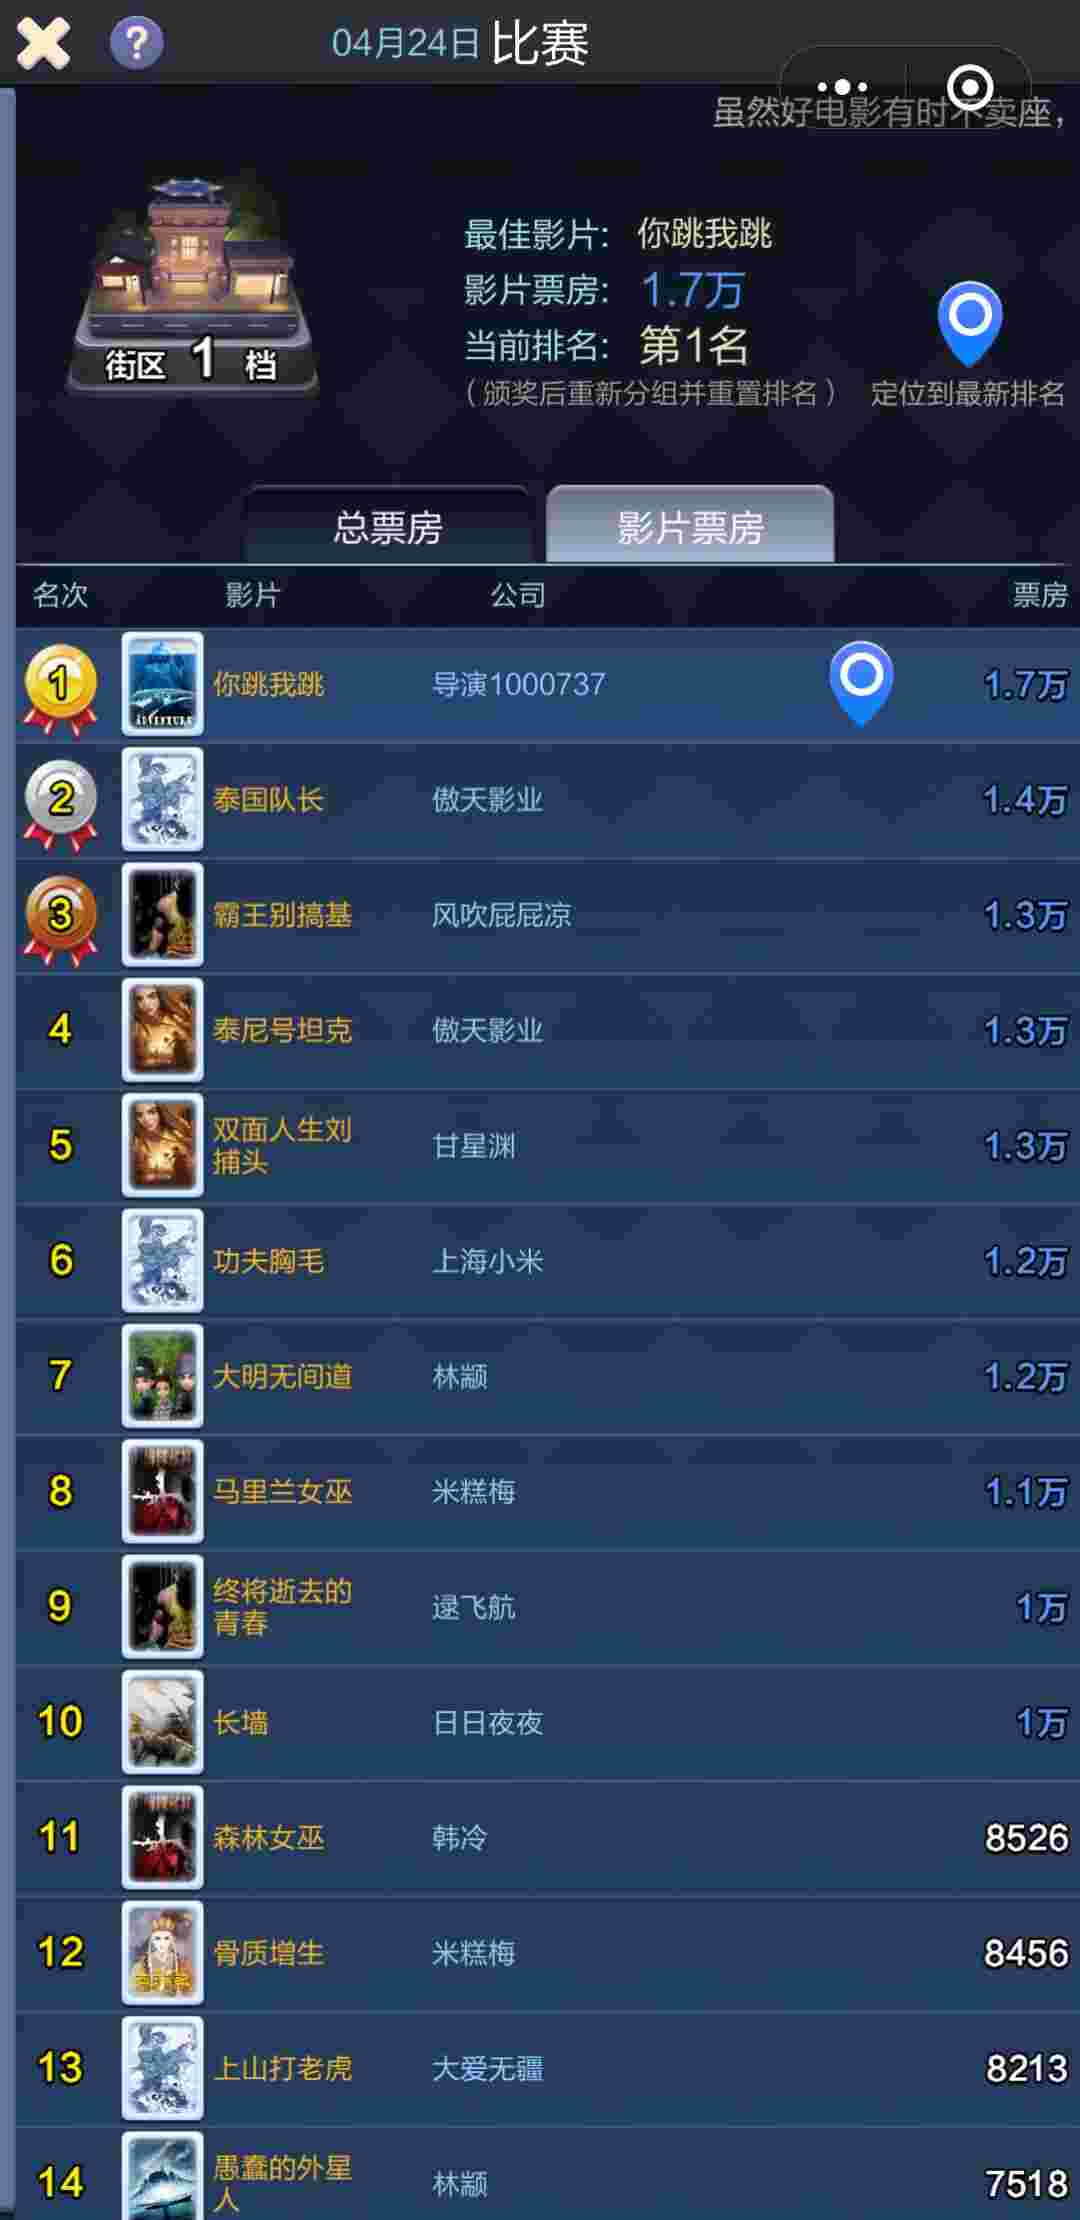 04月24日 比赛
虽然好电影有时不卖座，
最佳影片: 你跳我跳
影片票房: 1.7万
当前排名: 第1名
（颁奖后重新分组并重置排名）
定位到最新排名
街区 1 档
总票房 影片票房
名次 影片 公司 票房
1 你跳我跳 导演1000737 1.7万
2 泰国队长 傲天影业 1.4万
3 霸王别搞基 风吹屁屁凉 1.3万
4 泰尼号坦克 傲天影业 1.3万
5 双面人生刘
捕头 甘星渊 1.3万
6 功夫胸毛 上海小米 1.2万
7 大明无间道 林颢 1.2万
8 马里兰女巫 米糕梅 1.1万
9 终将逝去的
青春 逯飞航 1万
10 长墙 日日夜夜 1万
11 森林女巫 韩冷 8526
12 骨质增生 米糕梅 8456
13 上山打老虎 大爱无疆 8213
14 愚蠢的外星
人 林颢 7518